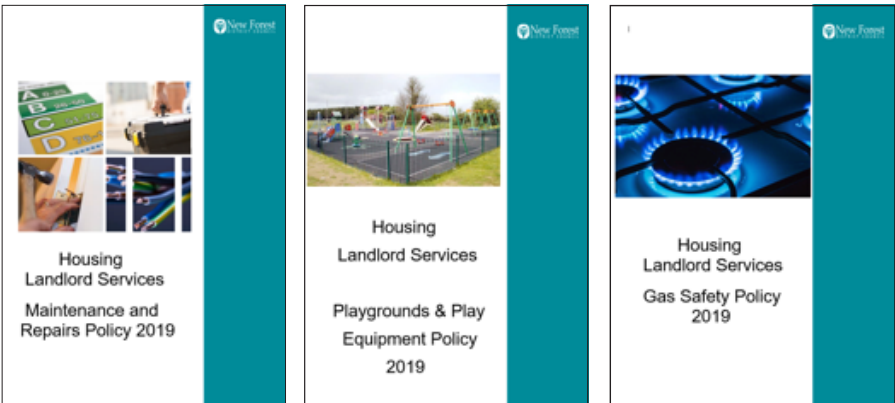 New Forest
Housing
Landlord Services
Maintenance and
Repairs Policy 2019
New Forest
Housing
Landlord Services
Playgrounds & Play
Equipment Policy
2019
New Forest
Housing
Landlord Services
Gas Safety Policy
2019
A
B
C
D